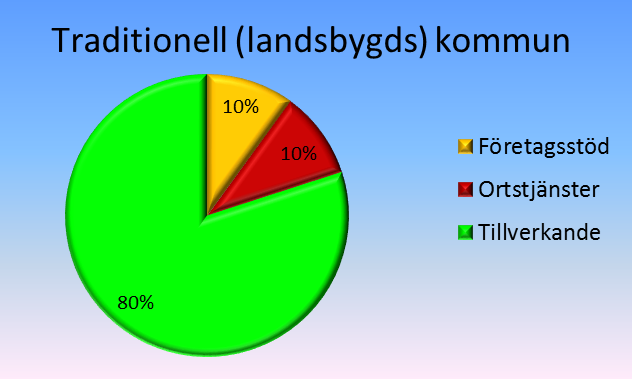 Traditionell (landsbygds) kommun
10%
10%
80%
Företagsstöd
Ortstjänster
Tillverkande